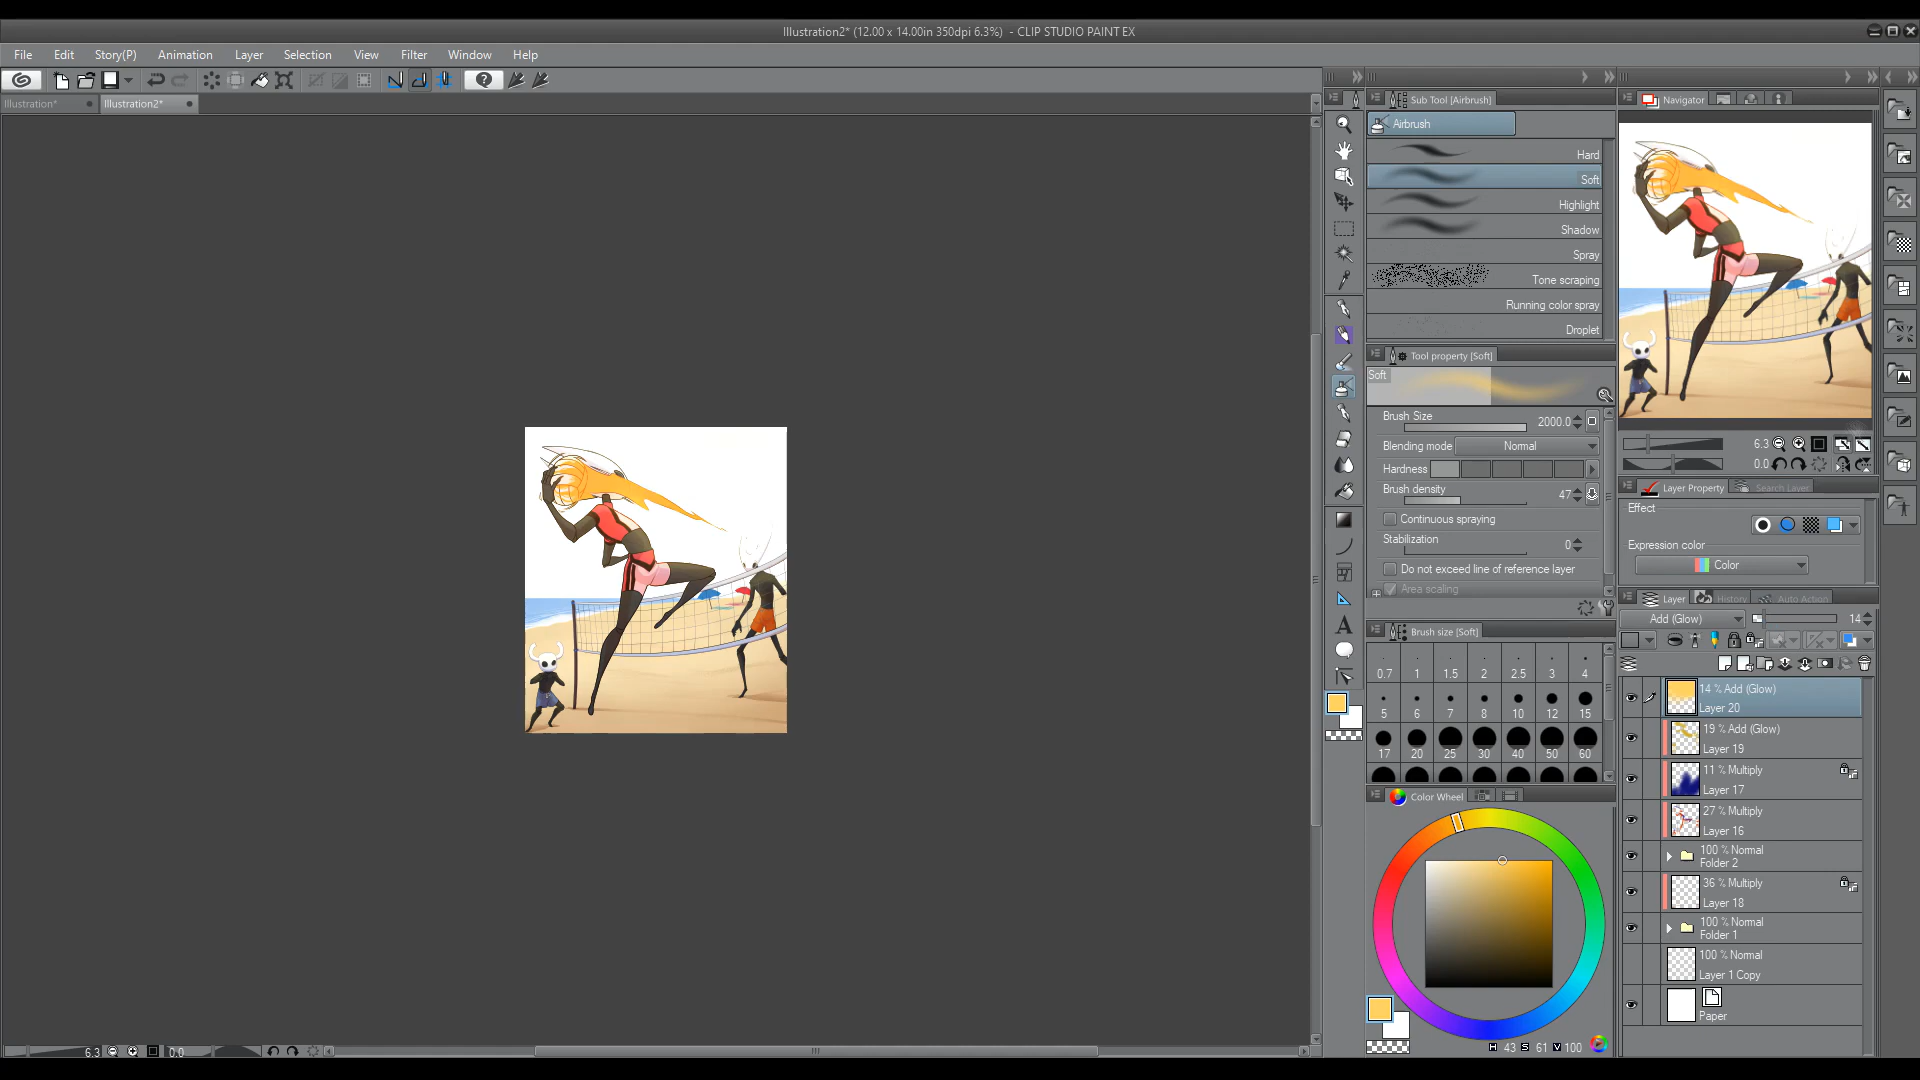 Illustration2* (12.00 x 14.00in 350dpi 6.3%) - CLIP STUDIO PAINT EX
File Edit Story(P) Animation Layer Selection View Filter Window Help
Illustration* Illustration2*
Sub Tool [Airbrush]
Airbrush
Hard
Soft
Highlight
Shadow
Spray
Tone scraping
Running color spray
Droplet
Tool property [Soft]
Soft
Brush Size 2000.0
Blending mode Normal
Hardness
Brush density 47
Continuous spraying
Stabilization 0
Do not exceed line of reference layer
Area scaling
Brush size [Soft]
0.7 1 1.5 2 2.5 3 4
5 6 7 8 10 12 15
17 20 25 30 40 50 60
Color Wheel
H 43 S 61 V 100
Navigator
6.3
0.0
Layer Property Search Layer
Effect
Expression color
Color
Layer History Auto Action
Add (Glow) 14
14 % Add (Glow)
Layer 20
19 % Add (Glow)
Layer 19
11 % Multiply
Layer 17
27 % Multiply
Layer 16
100 % Normal
Folder 2
36 % Multiply
Layer 18
100 % Normal
Folder 1
100 % Normal
Layer 1 Copy
Paper
6.3 0.0